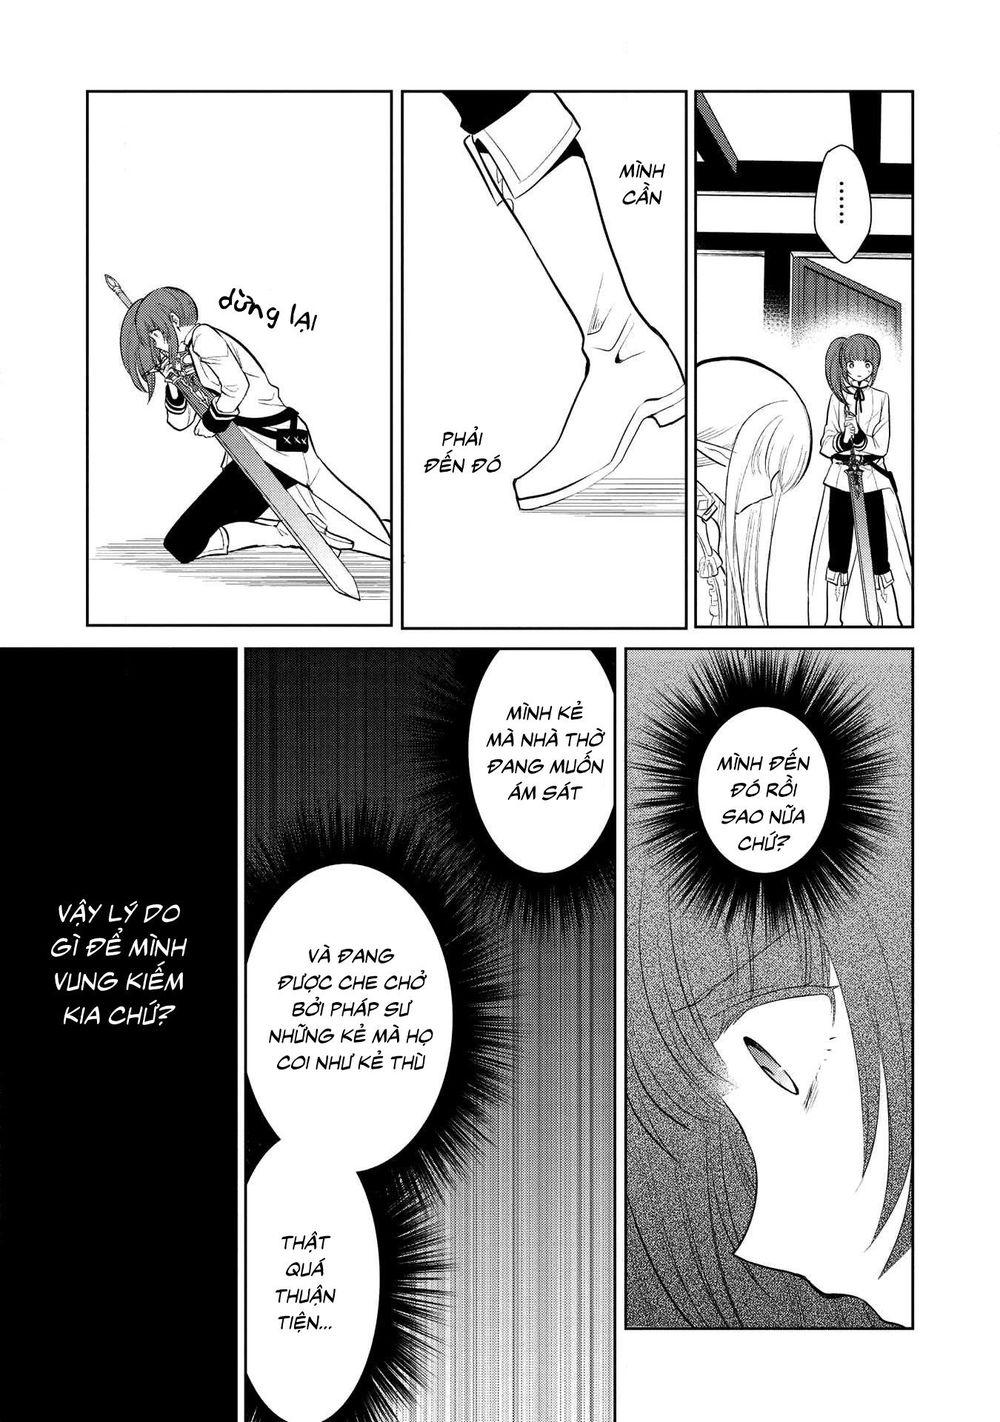 ........
MÌNH
CẦN
PHẢI
ĐẾN ĐÓ
dừng lại
MÌNH ĐẾN
ĐÓ RỒI
SAO NỮA
CHỨ?
MÌNH KẺ
MÀ NHÀ THỜ
ĐANG MUỐN
ÁM SÁT
VÀ ĐANG
ĐƯỢC CHE CHỞ
BỞI PHÁP SƯ
NHỮNG KẺ MÀ HỌ
COI NHƯ KẺ THÙ
THẬT
QUÁ
THUẬN
TIỆN...
VẬY LÝ DO
GÌ ĐỂ MÌNH
VUNG KIẾM
KIA CHỨ?